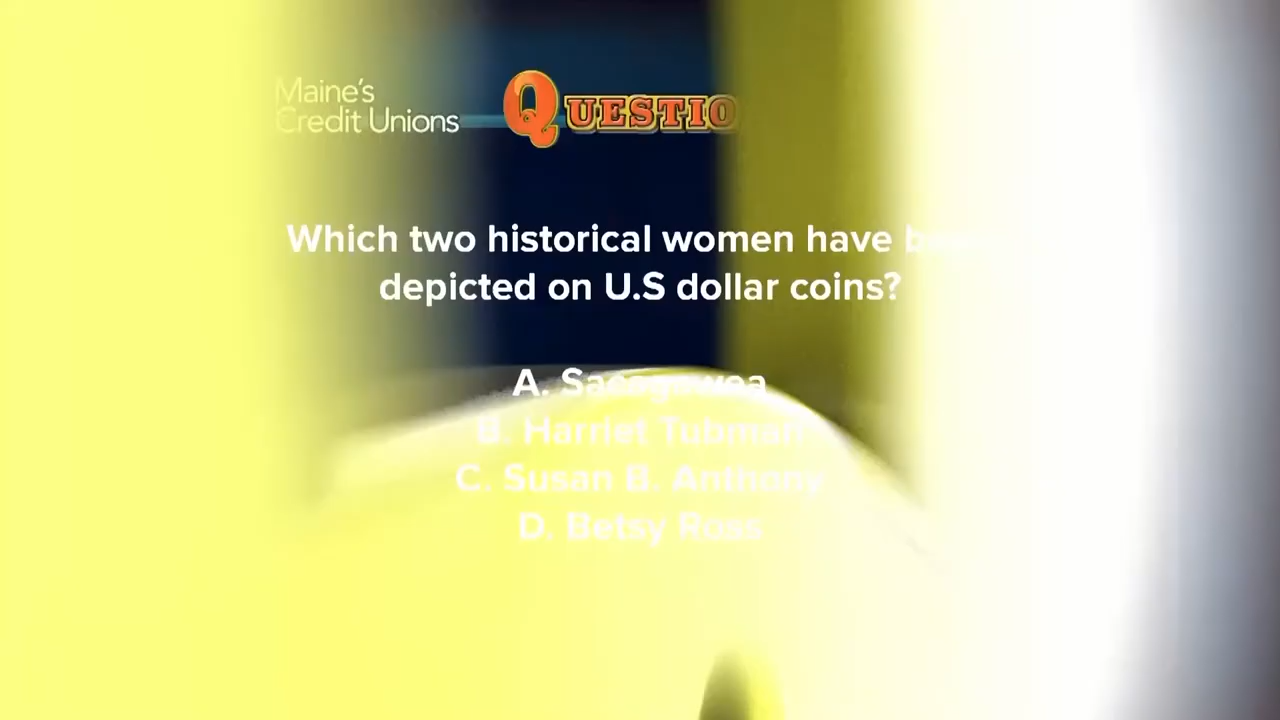 Maine's
Credit Unions
QUESTIO
Which two historical women have
depicted on U.S dollar coins?
A. Sacagawea
B. Harriet Tubman
C. Susan B. Anthony
D. Betsy Ross